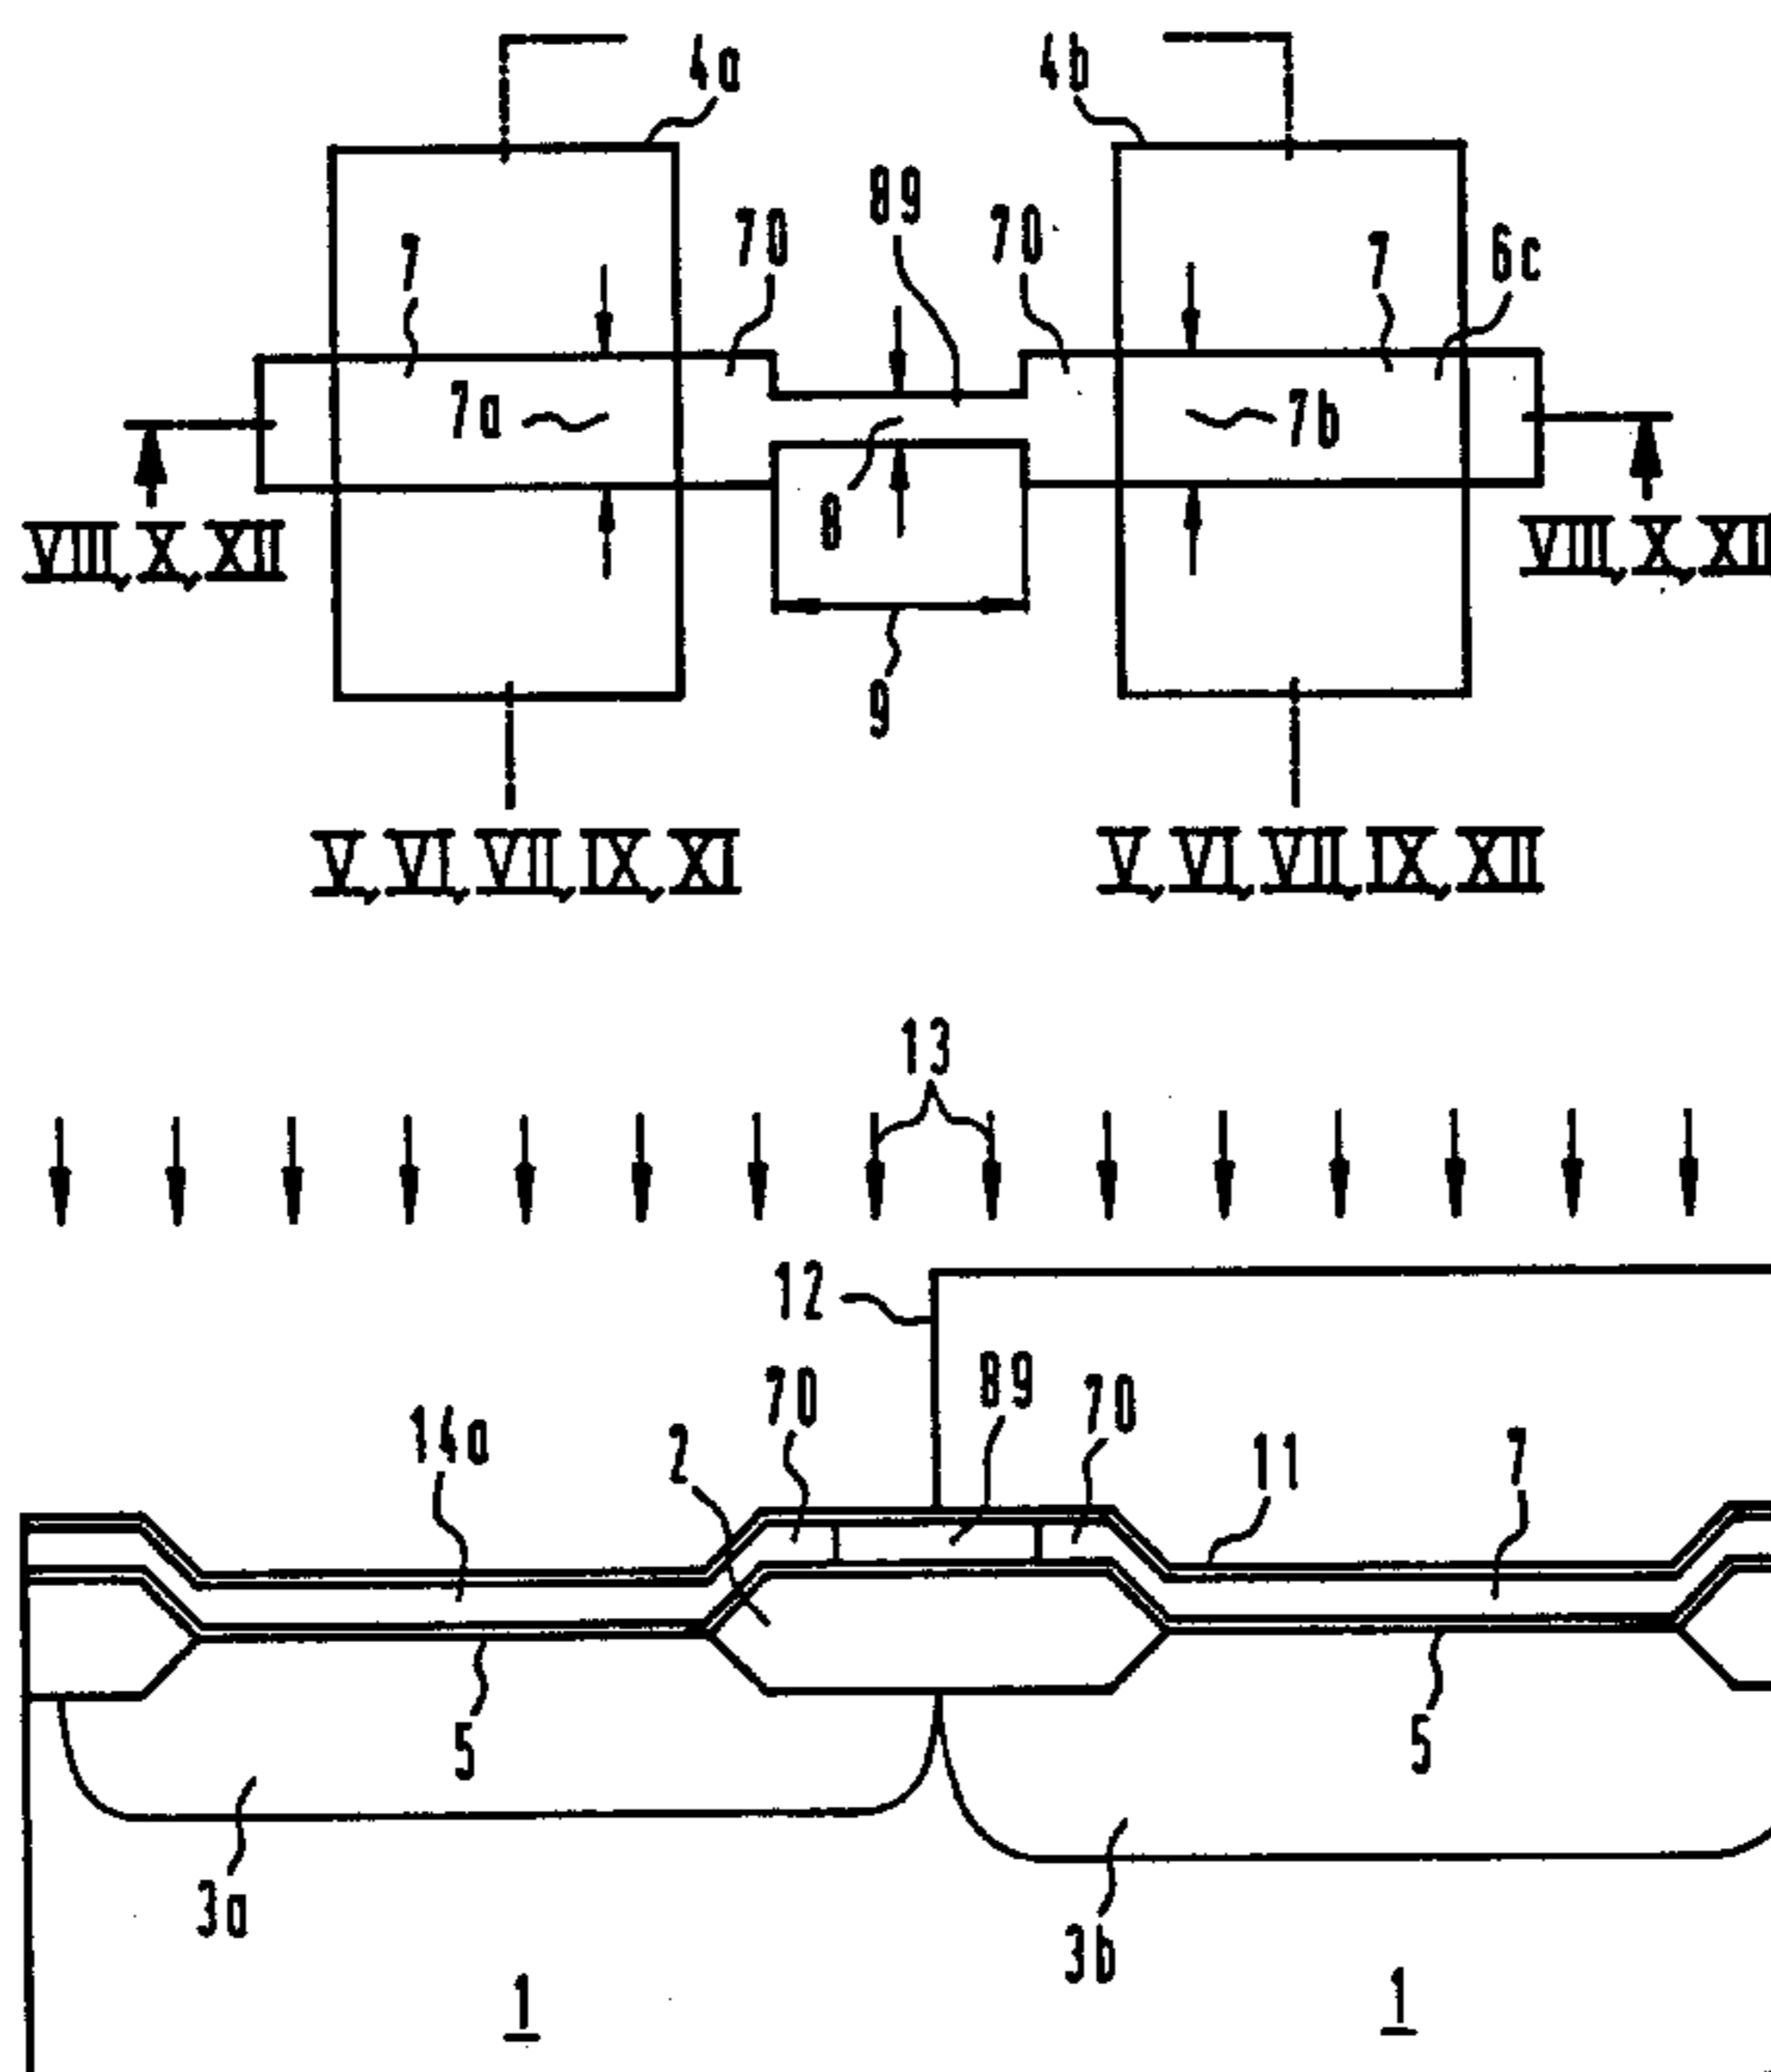 4a 4b
89
7 70 70 7 6c
7a 7b
8
VIII, X, XII VIII, X, XII
9
V, VI, VII, IX, XI V, VI, VII, IX, XII
13
12
70 89 70
14a 2 11 7
5 5
3a 3b
1 1